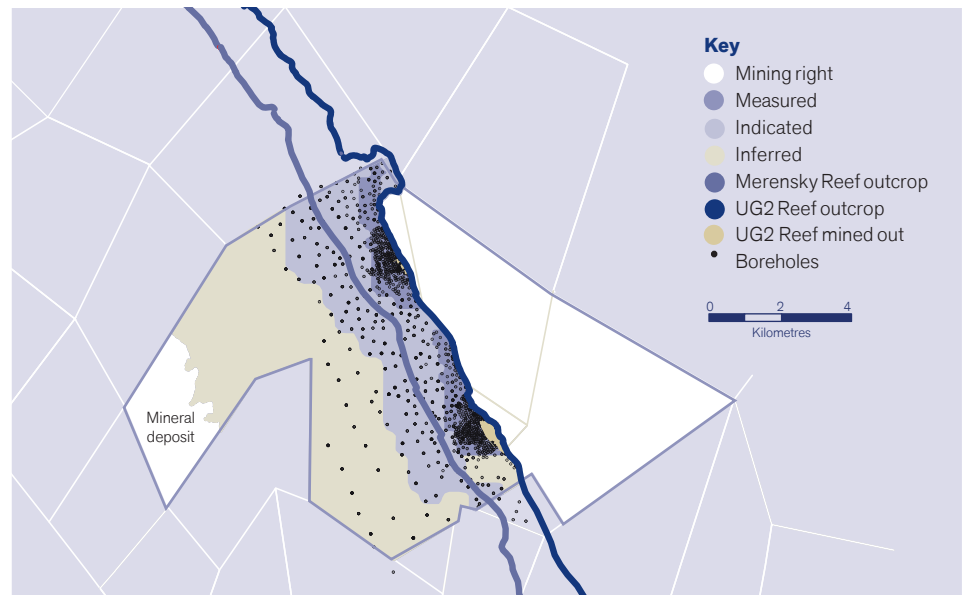 Key
Mining right
Measured
Indicated
Inferred
Merensky Reef outcrop
UG2 Reef outcrop
UG2 Reef mined out
Boreholes
0 2 4
Kilometres
Mineral
deposit